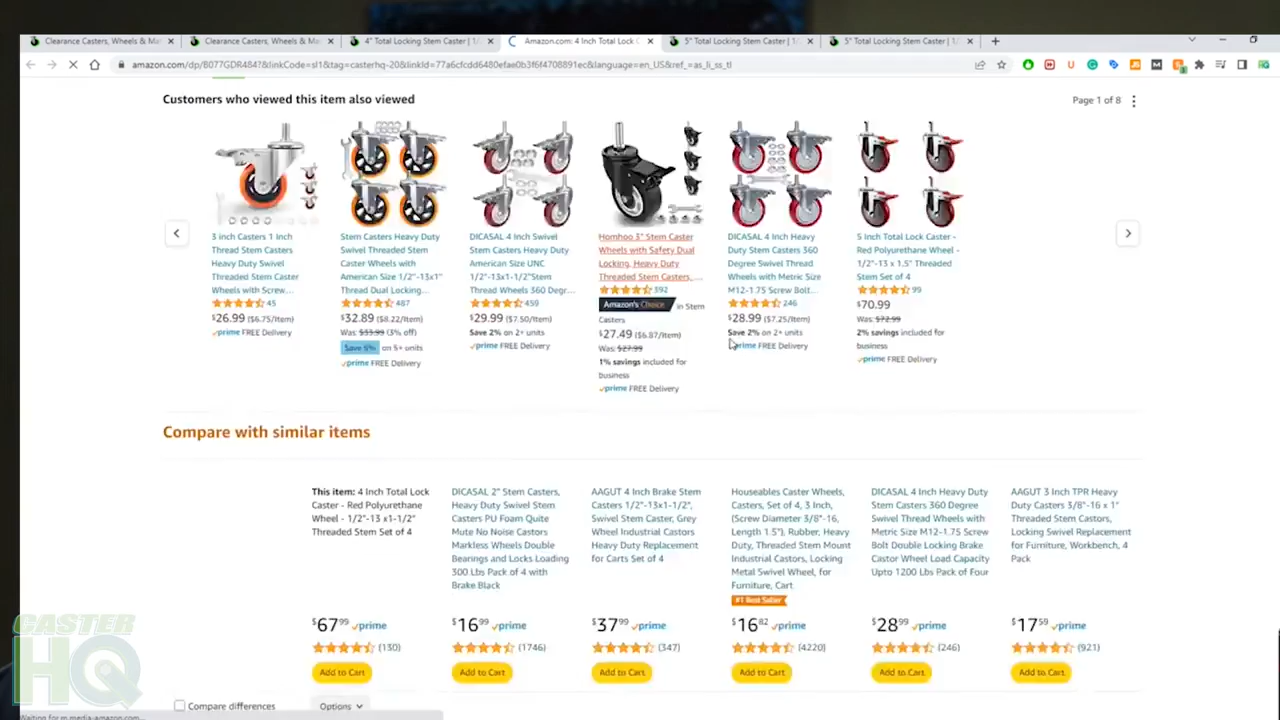 Clearance Casters, Wheels & Ma
Clearance Casters, Wheels & Ma
4" Total Locking Stem Caster | 1/
Amazon.com: 4 Inch Total Lock
5" Total Locking Stem Caster | 1/
5" Total Locking Stem Caster | 1/
amazon.com/dp/B077GDR484?&linkCode=sl1&tag=casterhq-20&linkId=77a6cfcdd6480efae0b3f6f4708891ec&language=en_US&ref_=as_li_ss_tl
Customers who viewed this item also viewed
Page 1 of 8
3 inch Casters 1 Inch
Thread Stem Casters
Heavy Duty Swivel
Threaded Stem Caster
Wheels with Screw...
45
$26.99 ($6.75/Item)
prime FREE Delivery
Stem Casters Heavy Duty
Swivel Threaded Stem
Caster Wheels with
American Size 1/2"-13x1"
Thread Dual Locking...
487
$32.89 ($8.22/Item)
Was: $33.99 (3% off)
Save 6% on 5+ units
prime FREE Delivery
DICASAL 4 Inch Swivel
Stem Casters Heavy Duty
American Size UNC
1/2"-13x1-1/2"Stem
Threed Wheels 360 Degr...
459
$29.99 ($7.50/Item)
Save 2% on 2+ units
prime FREE Delivery
Homhoo 3" Stem Caster
Wheels with Safety Dual
Locking, Heavy Duty
Threaded Stem Casters, ...
392
Amazon's Choice in Stem
Casters
$27.49 ($6.87/Item)
Was: $27.99
1% savings included for
business
prime FREE Delivery
DICASAL 4 Inch Heavy
Duty Stem Casters 360
Degree Swivel Thread
Wheels with Metric Size
M12-1.75 Screw Bolt...
246
$28.99 ($7.25/Item)
Save 2% on 2+ units
prime FREE Delivery
5 Inch Total Lock Caster -
Red Polyurethane Wheel -
1/2"-13 x 1.5" Threaded
Stem Set of 4
99
$70.99
Was: $72.99
2% savings included for
business
prime FREE Delivery
Compare with similar items
This item: 4 Inch Total Lock
Caster - Red Polyurethane
Wheel - 1/2"-13 x1-1/2"
Threaded Stem Set of 4
DICASAL 2" Stem Casters,
Heavy Duty Swivel Stem
Casters PU Foam Quite
Mute No Noise Castors
Markless Wheels Double
Bearings and Locks Loading
300 Lbs Pack of 4 with
Brake Black
AAGUT 4 Inch Brake Stem
Casters 1/2"-13x1-1/2",
Swivel Stem Caster, Grey
Wheel Industrial Castors
Heavy Duty Replacement
for Carts Set of 4
Houseables Caster Wheels,
Casters, Set of 4, 3 Inch,
(Screw Diameter 3/8"-16,
Length 1.5"), Rubber, Heavy
Duty, Threaded Stem Mount
Industrial Castors, Locking
Metal Swivel Wheel, for
Furniture, Cart
#1 Best Seller
DICASAL 4 Inch Heavy Duty
Stem Casters 360 Degree
Swivel Thread Wheels with
Metric Size M12-1.75 Screw
Bolt Double Locking Brake
Castor Wheel Load Capacity
Upto 1200 Lbs Pack of Four
AAGUT 3 Inch TPR Heavy
Duty Casters 3/8"-16 x 1"
Threaded Stem Castors,
Locking Swivel Replacement
for Furniture, Workbench, 4
Pack
$67.99 prime
$16.99 prime
$37.99 prime
$16.82 prime
$28.99 prime
$17.59 prime
(130)
(1746)
(347)
(4220)
(246)
(921)
Add to Cart
Add to Cart
Add to Cart
Add to Cart
Add to Cart
Add to Cart
Compare differences
Options
Waiting for m.media-amazon.com...
CASTER
HQ